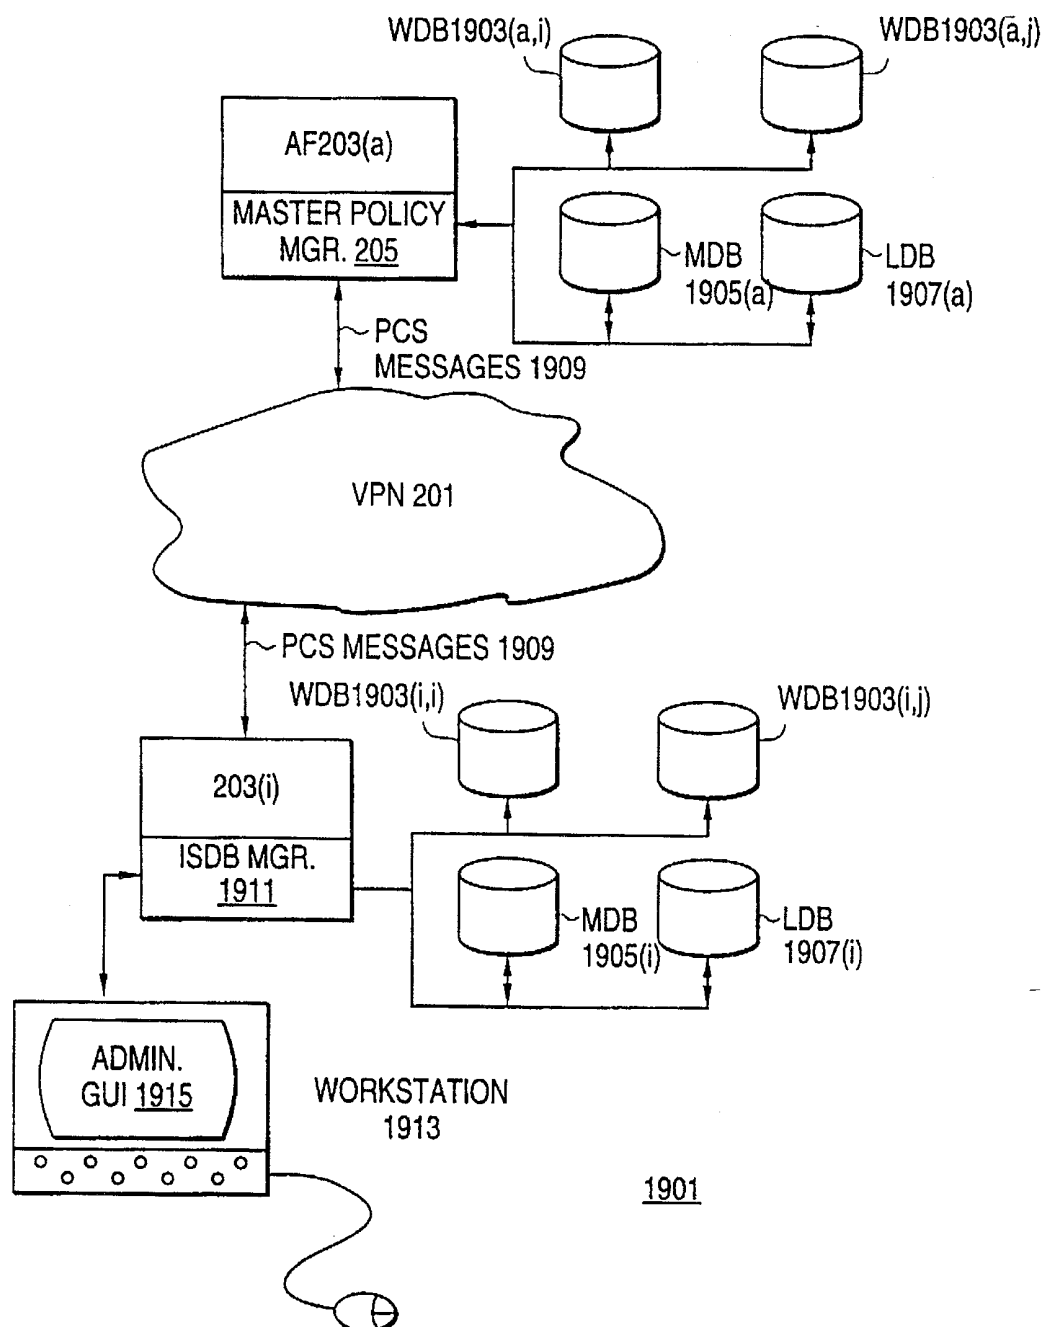 WDB1903(a,i)
WDB1903(a,j)
AF203(a)
MASTER POLICY
MGR. 205
MDB
1905(a)
LDB
1907(a)
PCS
MESSAGES 1909
VPN 201
PCS MESSAGES 1909
WDB1903(i,i)
WDB1903(i,j)
203(i)
ISDB MGR.
1911
MDB
1905(i)
LDB
1907(i)
ADMIN.
GUI 1915
WORKSTATION
1913
1901